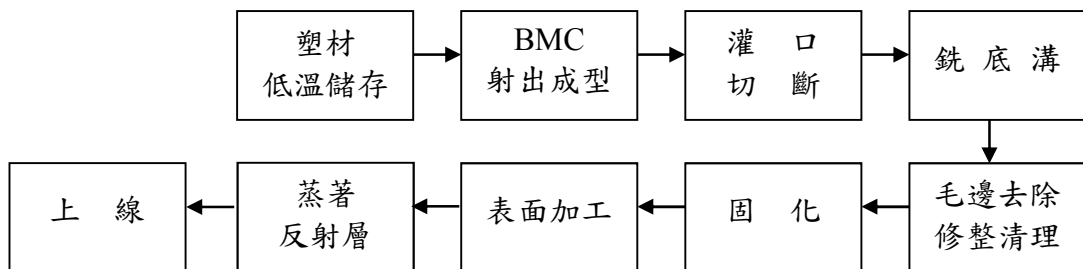 塑材
低溫儲存
BMC
射出成型
灌口
切斷
銑底溝
毛邊去除
修整清理
固化
表面加工
蒸著
反射層
上線